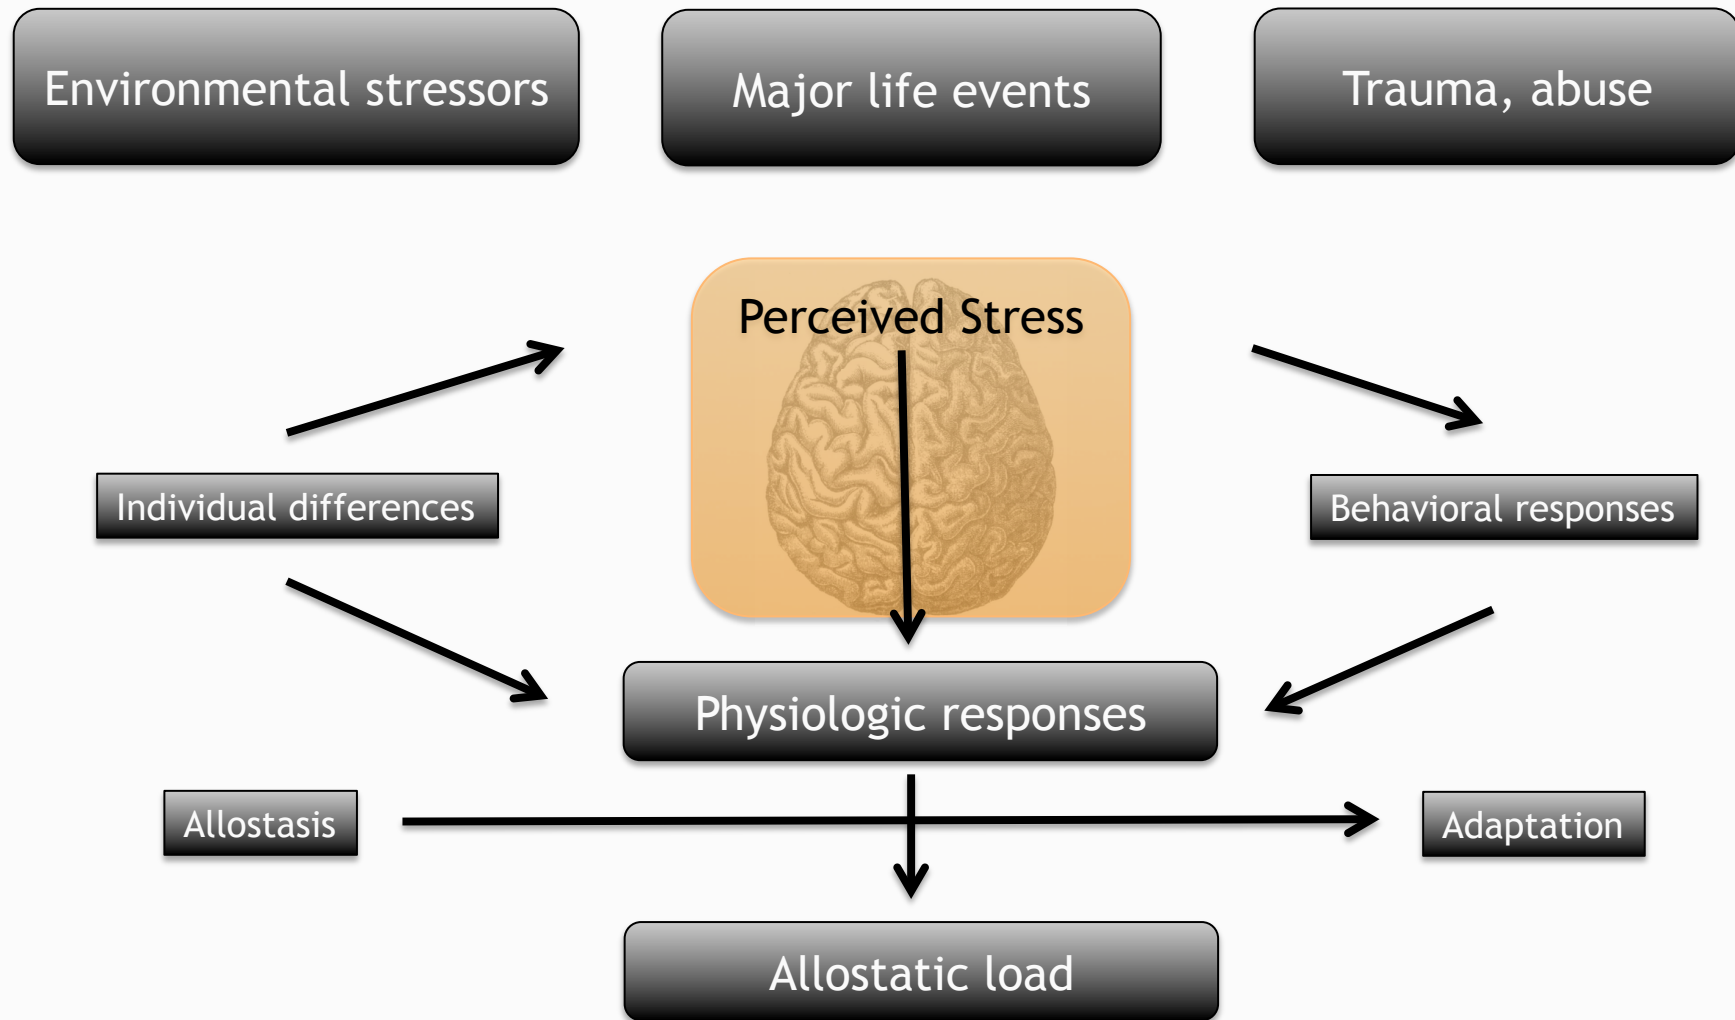 Environmental stressors
Major life events
Trauma, abuse
Perceived Stress
Individual differences
Behavioral responses
Physiologic responses
Allostasis
Adaptation
Allostatic load